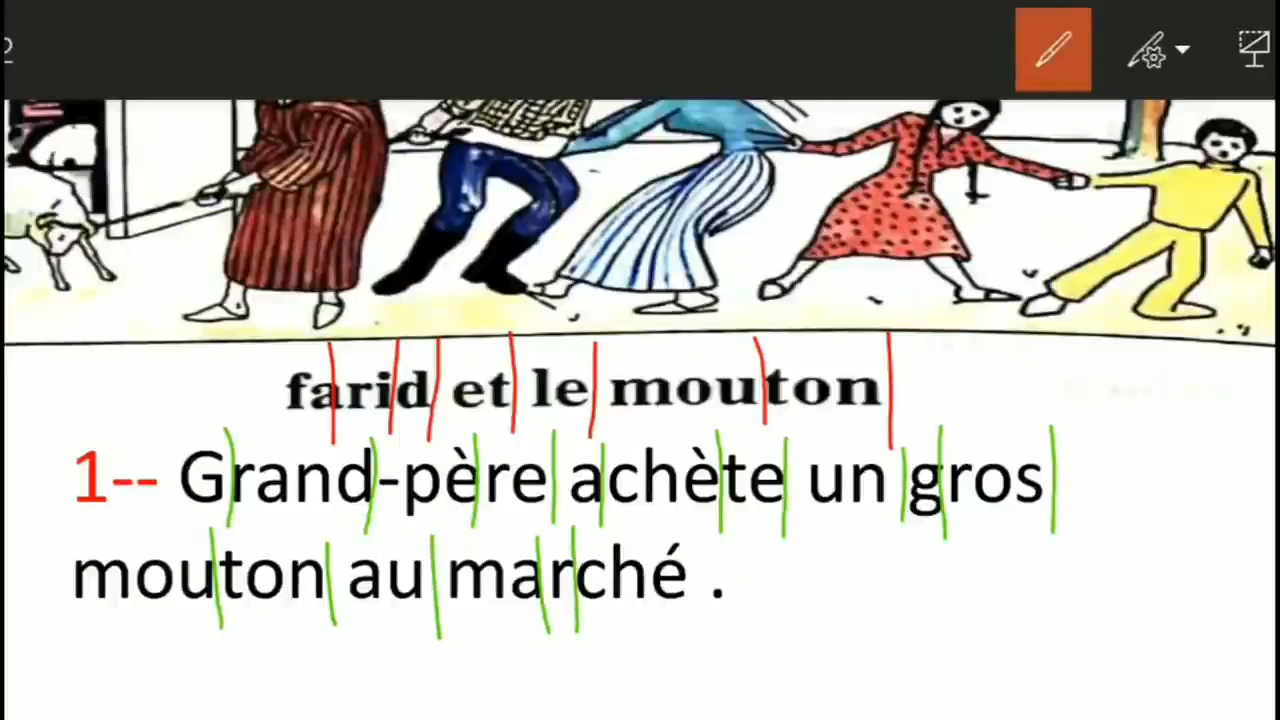 farid et le mouton
1-- Grand-père achète un gros
mouton au marché .